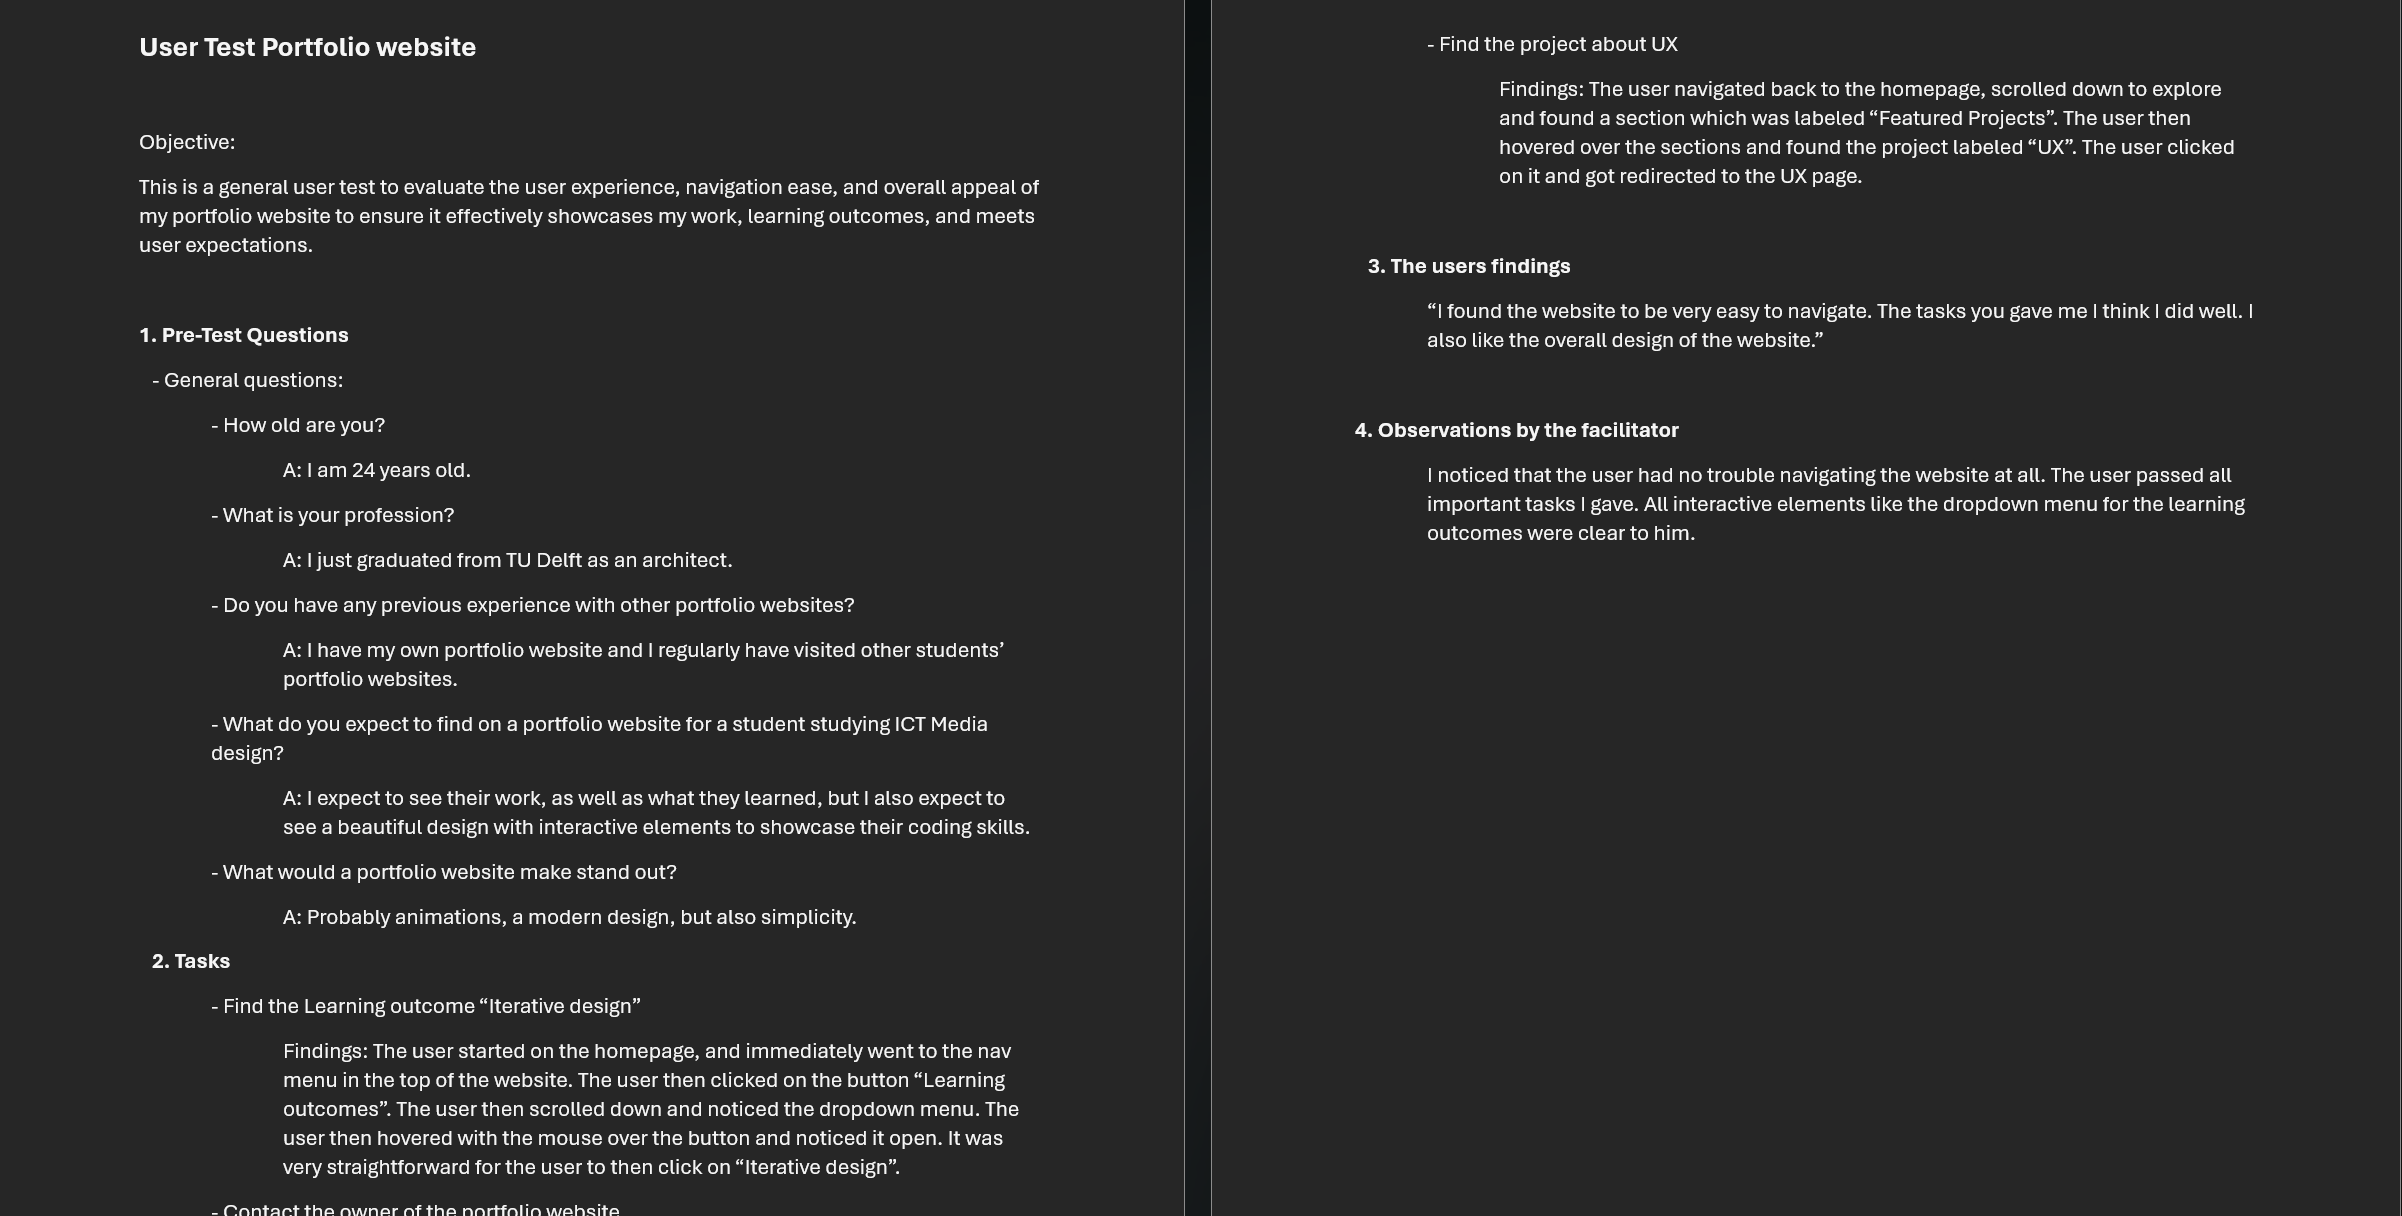 User Test Portfolio website
Objective:
This is a general user test to evaluate the user experience, navigation ease, and overall appeal of
my portfolio website to ensure it effectively showcases my work, learning outcomes, and meets
user expectations.
1. Pre-Test Questions
- General questions:
- How old are you?
A: I am 24 years old.
- What is your profession?
A: I just graduated from TU Delft as an architect.
- Do you have any previous experience with other portfolio websites?
A: I have my own portfolio website and I regularly have visited other students’
portfolio websites.
- What do you expect to find on a portfolio website for a student studying ICT Media
design?
A: I expect to see their work, as well as what they learned, but I also expect to
see a beautiful design with interactive elements to showcase their coding skills.
- What would a portfolio website make stand out?
A: Probably animations, a modern design, but also simplicity.
2. Tasks
- Find the Learning outcome “Iterative design”
Findings: The user started on the homepage, and immediately went to the nav
menu in the top of the website. The user then clicked on the button “Learning
outcomes”. The user then scrolled down and noticed the dropdown menu. The
user then hovered with the mouse over the button and noticed it open. It was
very straightforward for the user to then click on “Iterative design”.
- Contact the owner of the portfolio website
- Find the project about UX
Findings: The user navigated back to the homepage, scrolled down to explore
and found a section which was labeled “Featured Projects”. The user then
hovered over the sections and found the project labeled “UX”. The user clicked
on it and got redirected to the UX page.
3. The users findings
“I found the website to be very easy to navigate. The tasks you gave me I think I did well. I
also like the overall design of the website.”
4. Observations by the facilitator
I noticed that the user had no trouble navigating the website at all. The user passed all
important tasks I gave. All interactive elements like the dropdown menu for the learning
outcomes were clear to him.